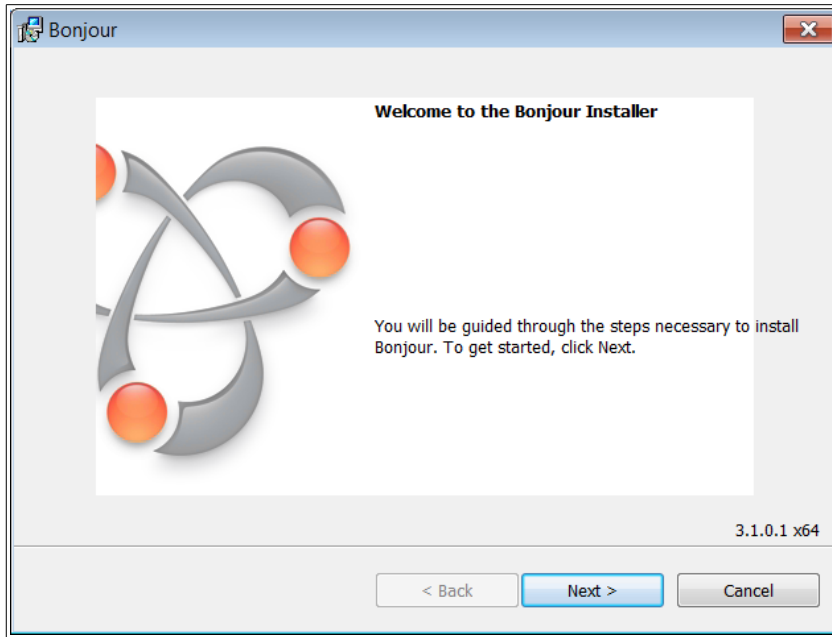 Bonjour
Welcome to the Bonjour Installer
You will be guided through the steps necessary to install
Bonjour. To get started, click Next.
3.1.0.1 x64
< Back
Next >
Cancel